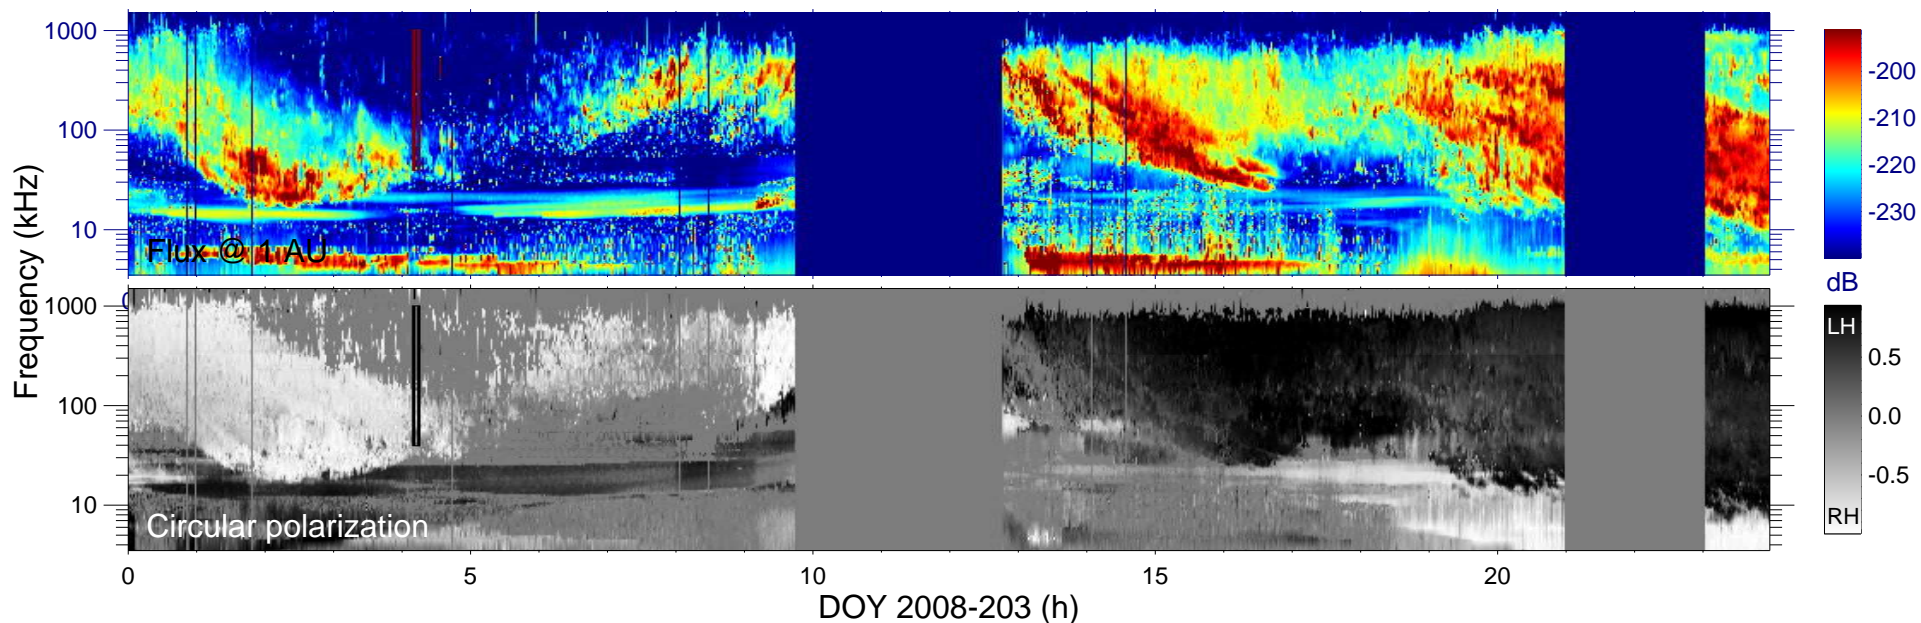 1000
100
10
Flux @ 1 AU
-200
-210
-220
-230
dB
0
Frequency (kHz)
1000
100
10
Circular polarization
LH
0.5
0.0
-0.5
RH
0
5
10
15
20
DOY 2008-203 (h)